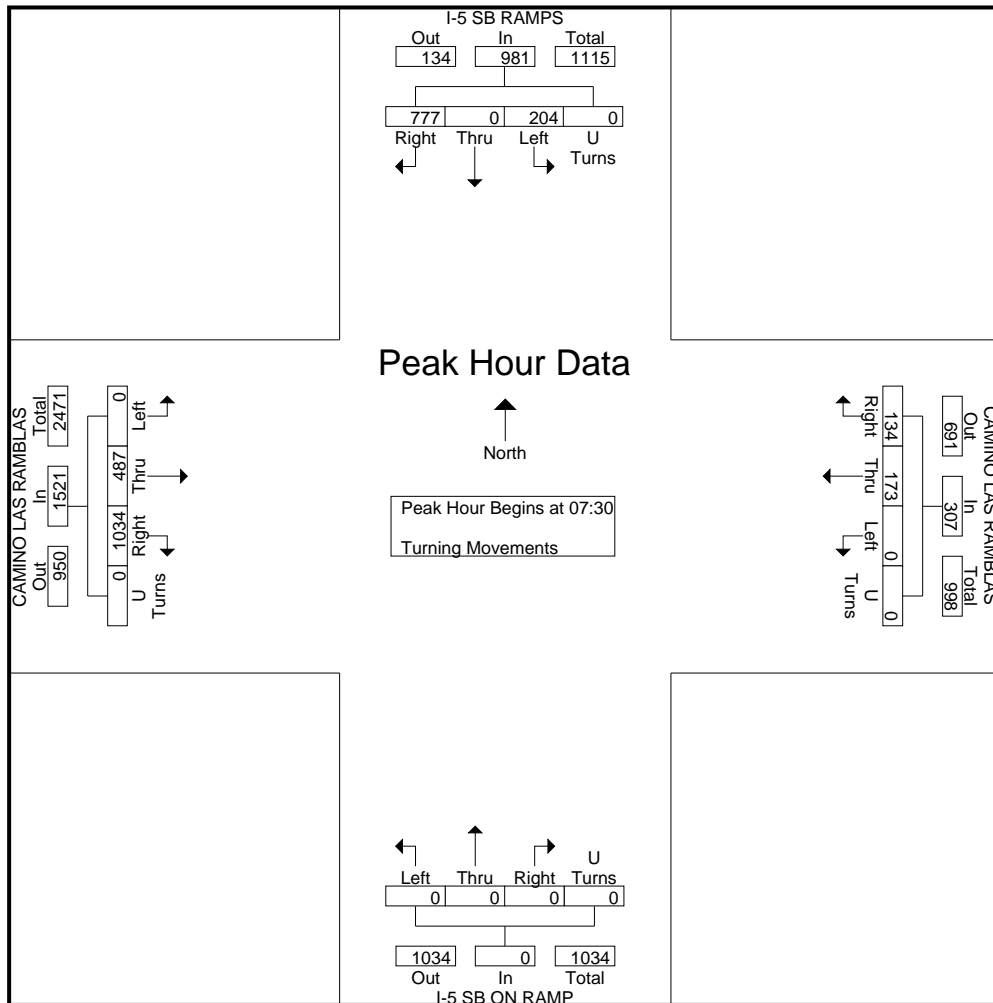 I-5 SB RAMPS
Out In Total
134 981 1115
777 0 204 0
Right Thru Left U
Turns
Peak Hour Data
North
Peak Hour Begins at 07:30
Turning Movements
CAMINO LAS RAMBLAS
Total In Out
2471 1521 950
0 487 1034 0
Left Thru Right U
Turns
CAMINO LAS RAMBLAS
Out In Total
691 307 998
134 173 0 0
Right Thru Left U
Turns
U
Left Thru Right Turns
0 0 0 0
1034 0 1034
Out In Total
I-5 SB ON RAMP